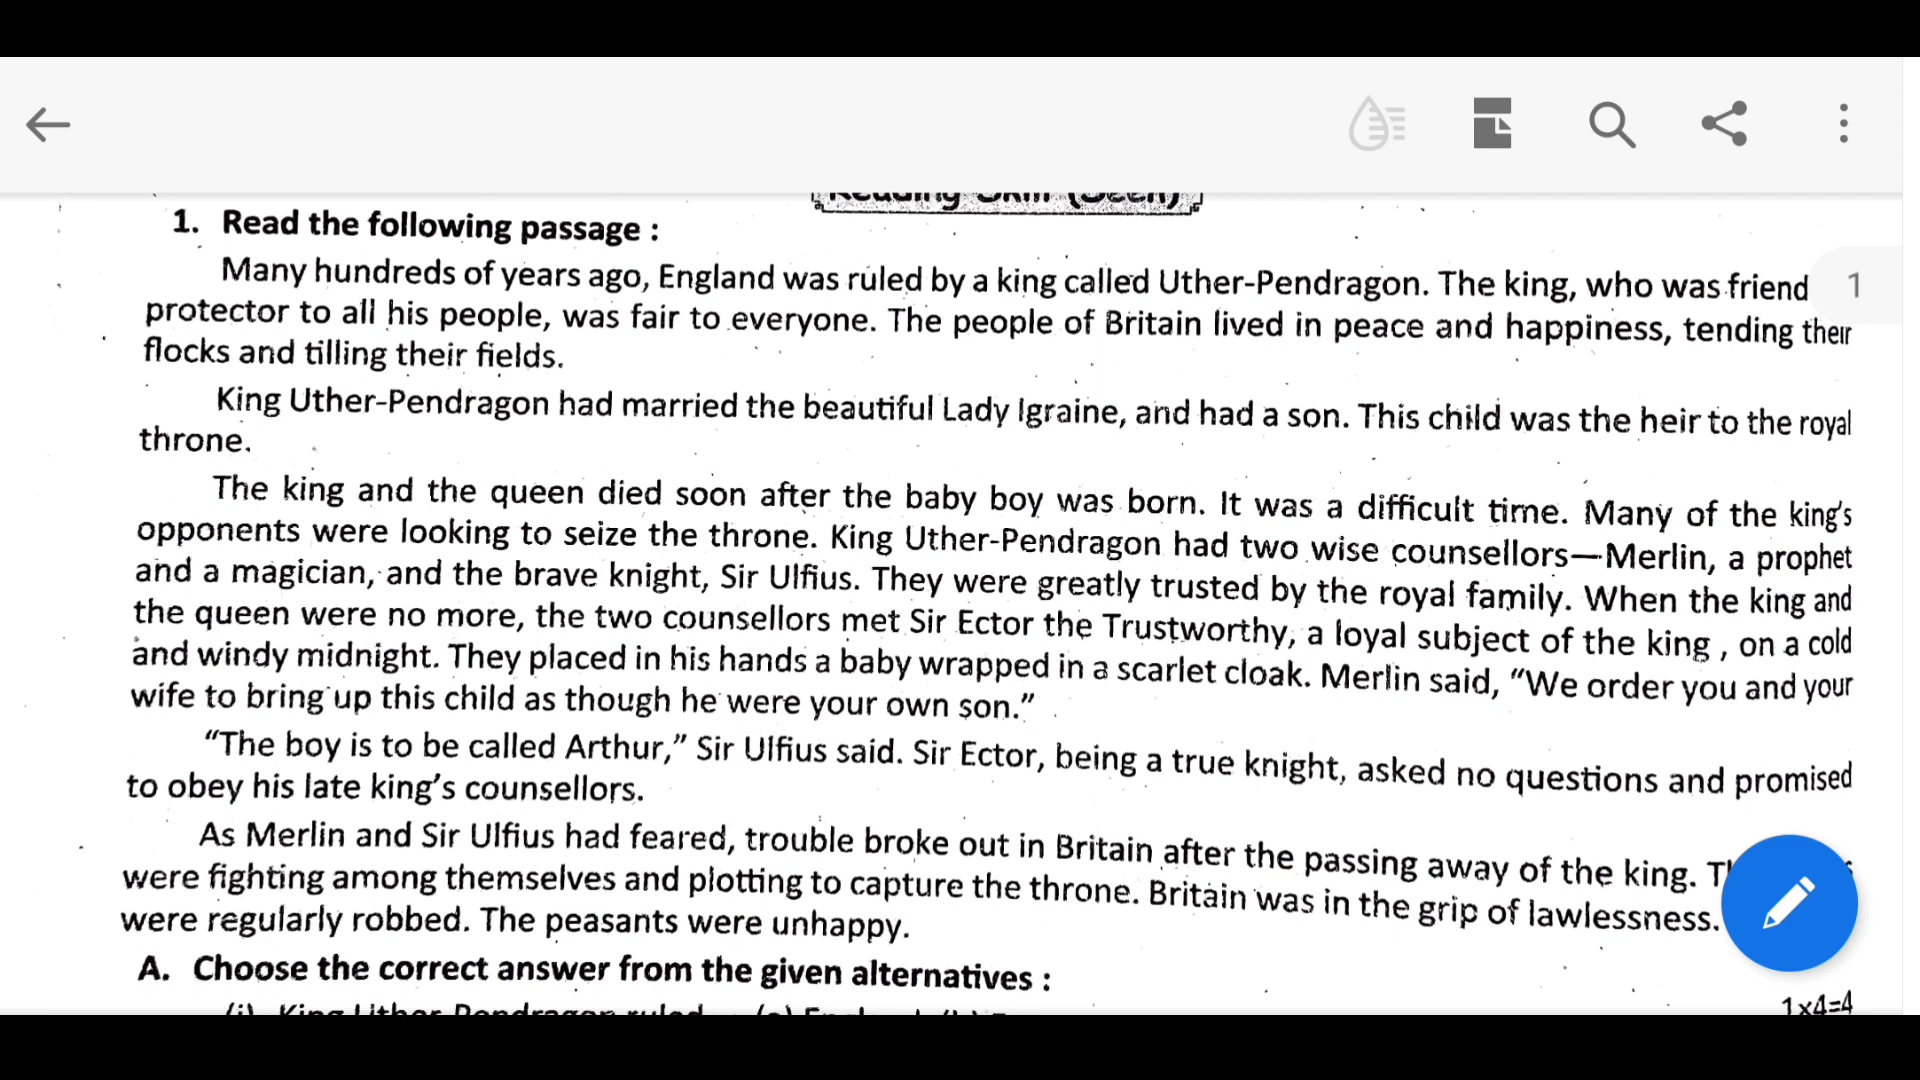 Reading Skill (Seen)
1. Read the following passage :
Many hundreds of years ago, England was ruled by a king called Uther-Pendragon. The king, who was friend
1
protector to all his people, was fair to everyone. The people of Britain lived in peace and happiness, tending their
flocks and tilling their fields.
King Uther-Pendragon had married the beautiful Lady Igraine, and had a son. This child was the heir to the royal
throne.
The king and the queen died soon after the baby boy was born. It was a difficult time. Many of the king's
opponents were looking to seize the throne. King Uther-Pendragon had two wise counsellors—Merlin, a prophet
and a magician, and the brave knight, Sir Ulfius. They were greatly trusted by the royal family. When the king and
the queen were no more, the two counsellors met Sir Ector the Trustworthy, a loyal subject of the king , on a cold
and windy midnight. They placed in his hands a baby wrapped in a scarlet cloak. Merlin said, "We order you and your
wife to bring up this child as though he were your own son."
"The boy is to be called Arthur," Sir Ulfius said. Sir Ector, being a true knight, asked no questions and promised
to obey his late king's counsellors.
As Merlin and Sir Ulfius had feared, trouble broke out in Britain after the passing away of the king.
were fighting among themselves and plotting to capture the throne. Britain was in the grip of lawlessness.
were regularly robbed. The peasants were unhappy.
A. Choose the correct answer from the given alternatives :
1x4=4
(i) King Uther Pendragon ruled (a) England